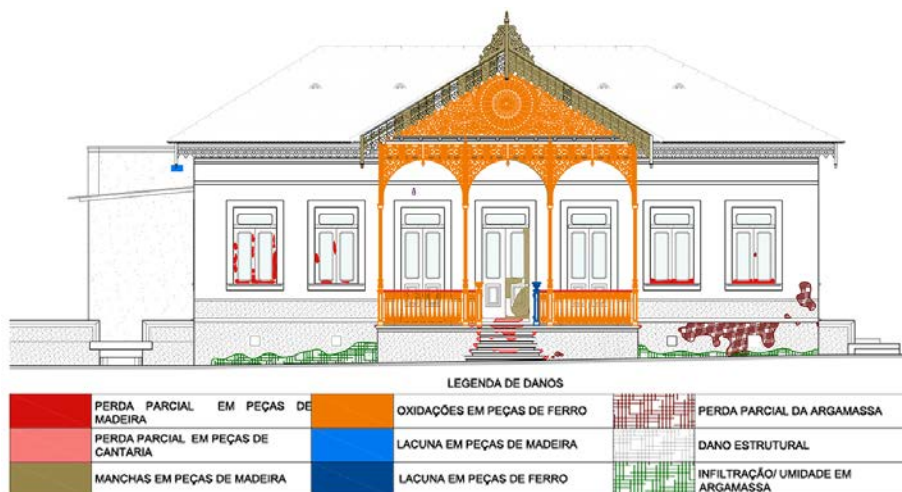 LEGENDA DE DANOS
PERDA PARCIAL EM PEÇAS DE
MADEIRA
OXIDAÇÕES EM PEÇAS DE FERRO
PERDA PARCIAL DA ARGAMASSA
PERDA PARCIAL EM PEÇAS DE
CANTARIA
LACUNA EM PEÇAS DE MADEIRA
DANO ESTRUTURAL
MANCHAS EM PEÇAS DE MADEIRA
LACUNA EM PEÇAS DE FERRO
INFILTRAÇÃO/ UMIDADE EM
ARGAMASSA